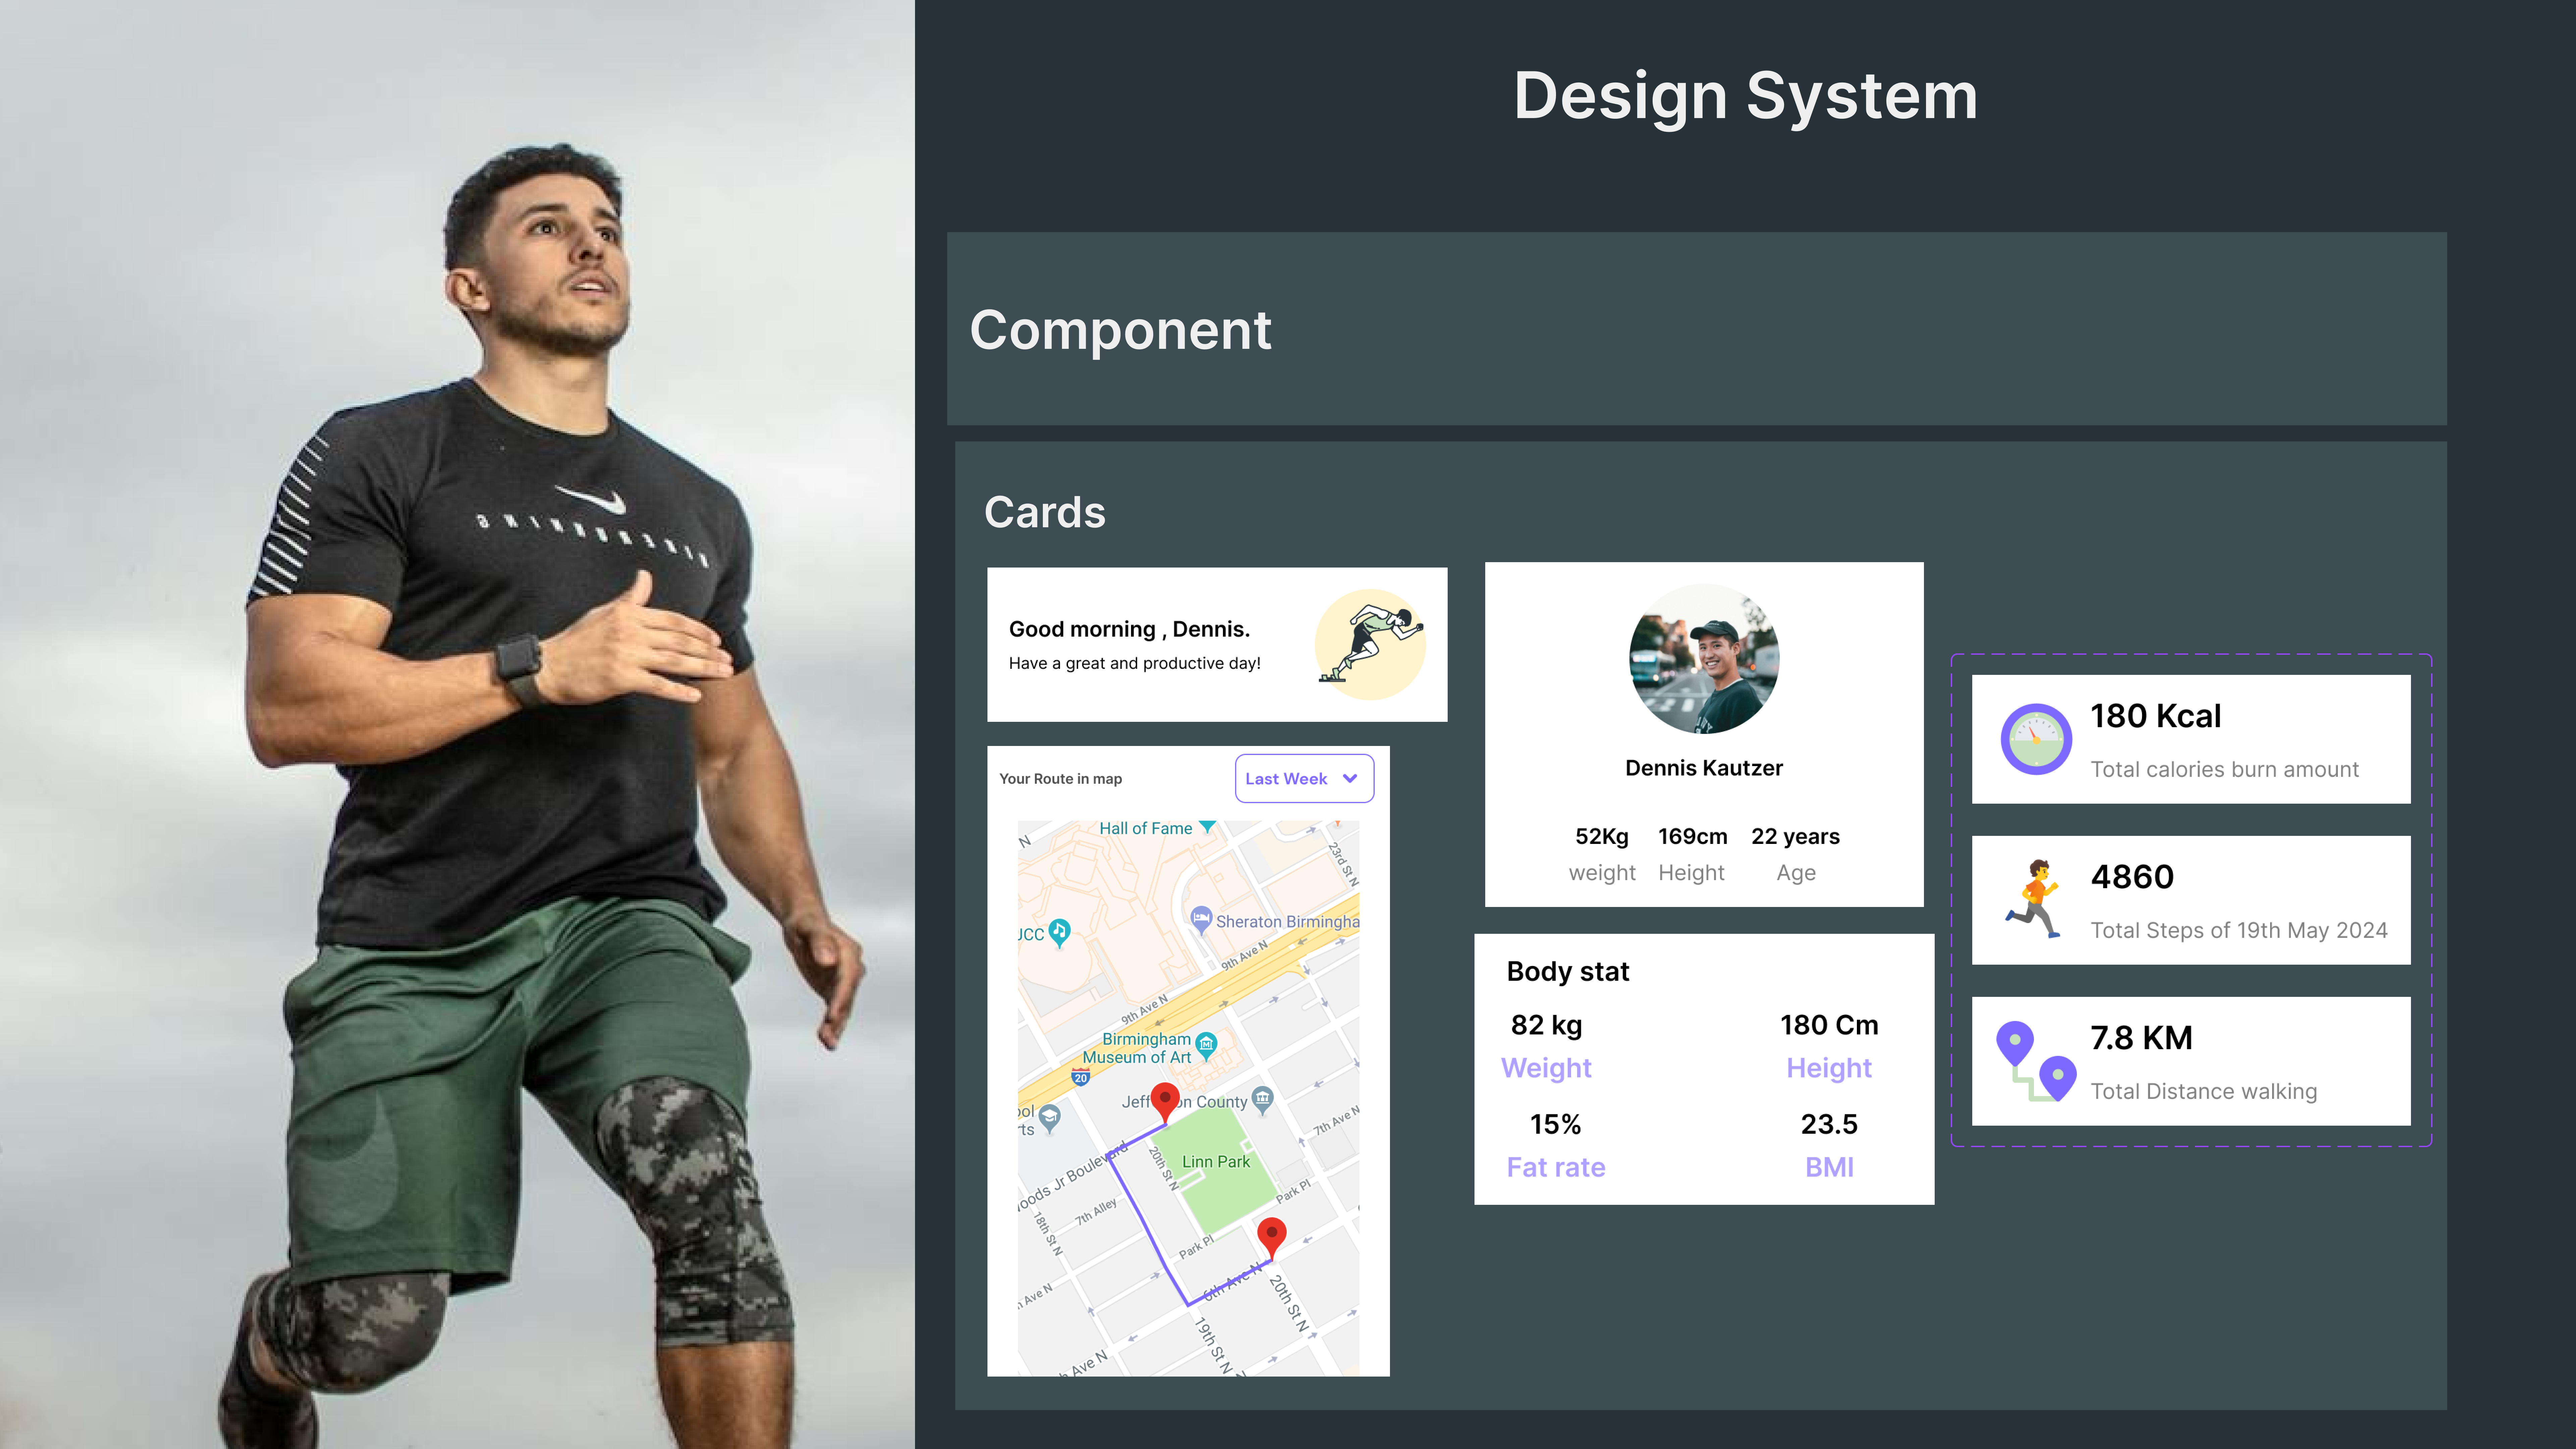 Design System
Component
Cards
Good morning , Dennis.
Have a great and productive day!
Your Route in map
Last Week
Hall of Fame
N
23rd St N
JCC
Sheraton Birmingha
9th Ave N
9th Ave N
Birmingham
Museum of Art
20
Jeff on County
ol
rts
7th Ave N
20th St N
Linn Park
oods Jr Boulevard
Park Pl
7th Alley
18th St N
Park Pl
6th Ave N
20th St N
Ave N
19th St N
Ave N
N
Dennis Kautzer
52Kg 169cm 22 years
weight Height Age
Body stat
82 kg 180 Cm
Weight Height
15% 23.5
Fat rate BMI
180 Kcal
Total calories burn amount
4860
Total Steps of 19th May 2024
7.8 KM
Total Distance walking